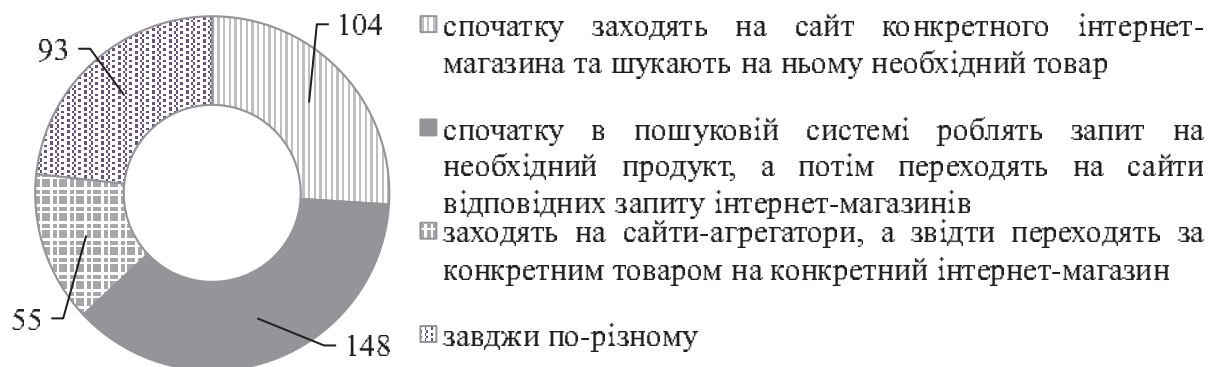 104
93
55
148
спочатку заходять на сайт конкретного інтернет-
магазина та шукають на ньому необхідний товар
спочатку в пошуковій системі роблять запит на
необхідний продукт, а потім переходять на сайти
відповідних запиту інтернет-магазинів
заходять на сайти-агрегатори, а звідти переходять за
конкретним товаром на конкретний інтернет-магазин
завджи по-різному